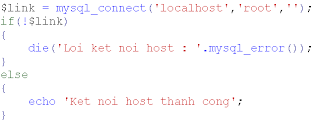 $link = mysql_connect('localhost','root','');
if(!$link)
{
    die('Loi ket noi host : '.mysql_error());
}
else
{
    echo 'Ket noi host thanh cong';
}